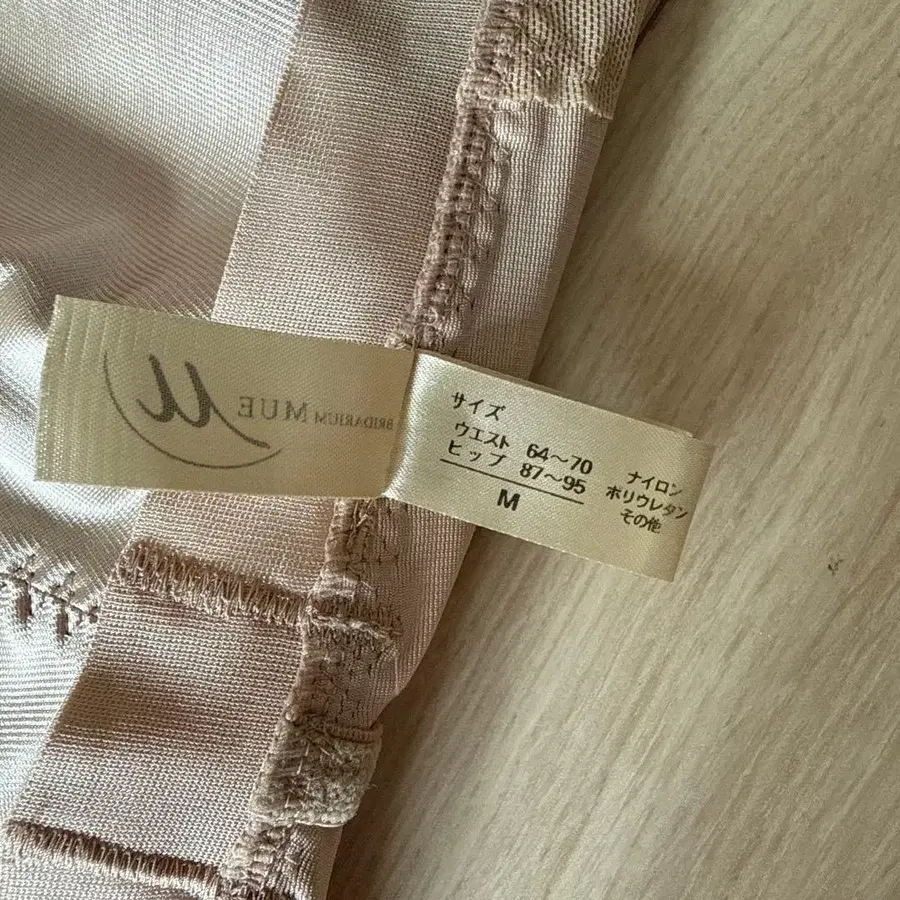 BRIDARIUM MUE
サイズ
ウエスト 64～70
ヒップ 87～95
M
ナイロン
ポリウレタン
その他